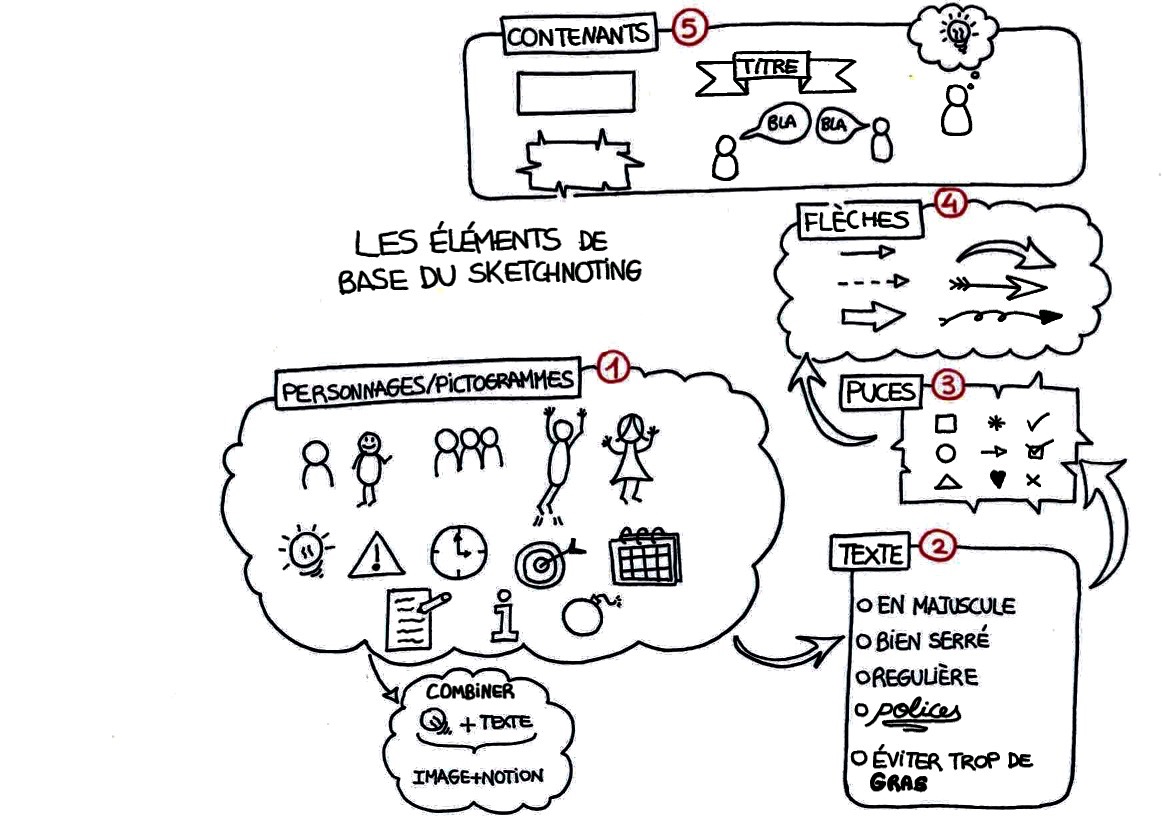 LES ÉLÉMENTS DE
BASE DU SKETCHNOTING
PERSONNAGES/PICTOGRAMMES
1
i
COMBINER
+ TEXTE
IMAGE+NOTION
TEXTE
2
EN MAJUSCULE
BIEN SERRÉ
REGULIÈRE
polices
ÉVITER TROP DE
GRAS
PUCES
3
FLÈCHES
4
CONTENANTS
5
TITRE
BLA
BLA